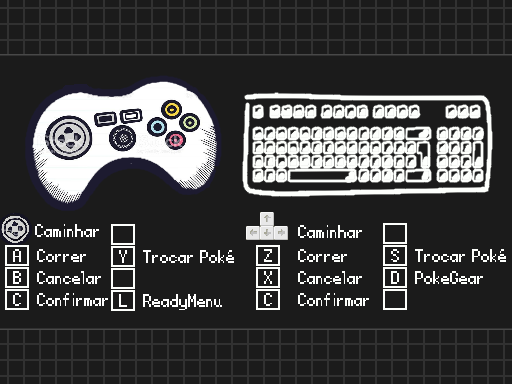 Caminhar Caminhar
A Correr Y Trocar Poké Z Correr S Trocar Poké
B Cancelar X Cancelar D PokeGear
C Confirmar L ReadyMenu C Confirmar